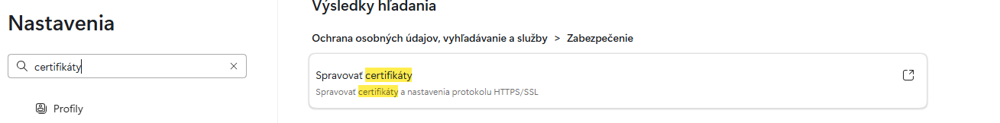 Výsledky hľadania
Nastavenia
Ochrana osobných údajov, vyhľadávanie a služby > Zabezpečenie
certifikáty
Spravovať certifikáty
Spravovať certifikáty a nastavenia protokolu HTTPS/SSL
Profily